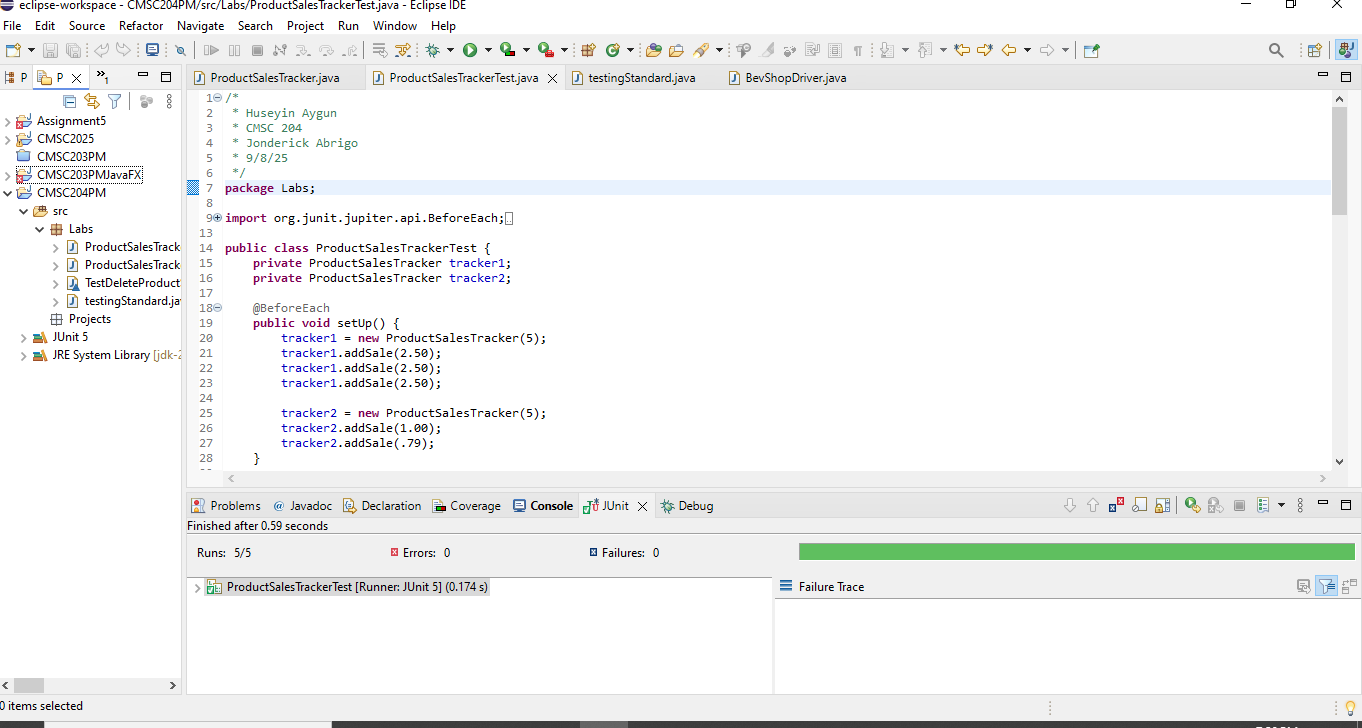 eclipse-workspace - CMSC204PM/src/Labs/ProductSalesTrackerTest.java - Eclipse IDE
File Edit Source Refactor Navigate Search Project Run Window Help
P P »1
ProductSalesTracker.java ProductSalesTrackerTest.java testingStandard.java BevShopDriver.java
Assignment5
CMSC2025
CMSC203PM
CMSC203PMJavaFX
CMSC204PM
src
Labs
ProductSalesTrack
ProductSalesTrack
TestDeleteProduct
testingStandard.ja
Projects
JUnit 5
JRE System Library [jdk-2
1 /*
2 * Huseyin Aygun
3 * CMSC 204
4 * Jonderick Abrigo
5 * 9/8/25
6 */
7 package Labs;
8
9 import org.junit.jupiter.api.BeforeEach;
13
14 public class ProductSalesTrackerTest {
15 private ProductSalesTracker tracker1;
16 private ProductSalesTracker tracker2;
17
18 @BeforeEach
19 public void setUp() {
20 tracker1 = new ProductSalesTracker(5);
21 tracker1.addSale(2.50);
22 tracker1.addSale(2.50);
23 tracker1.addSale(2.50);
24
25 tracker2 = new ProductSalesTracker(5);
26 tracker2.addSale(1.00);
27 tracker2.addSale(.79);
28 }
Problems @ Javadoc Declaration Coverage Console JUnit Debug
Finished after 0.59 seconds
Runs: 5/5 Errors: 0 Failures: 0
ProductSalesTrackerTest [Runner: JUnit 5] (0.174 s)
Failure Trace
0 items selected